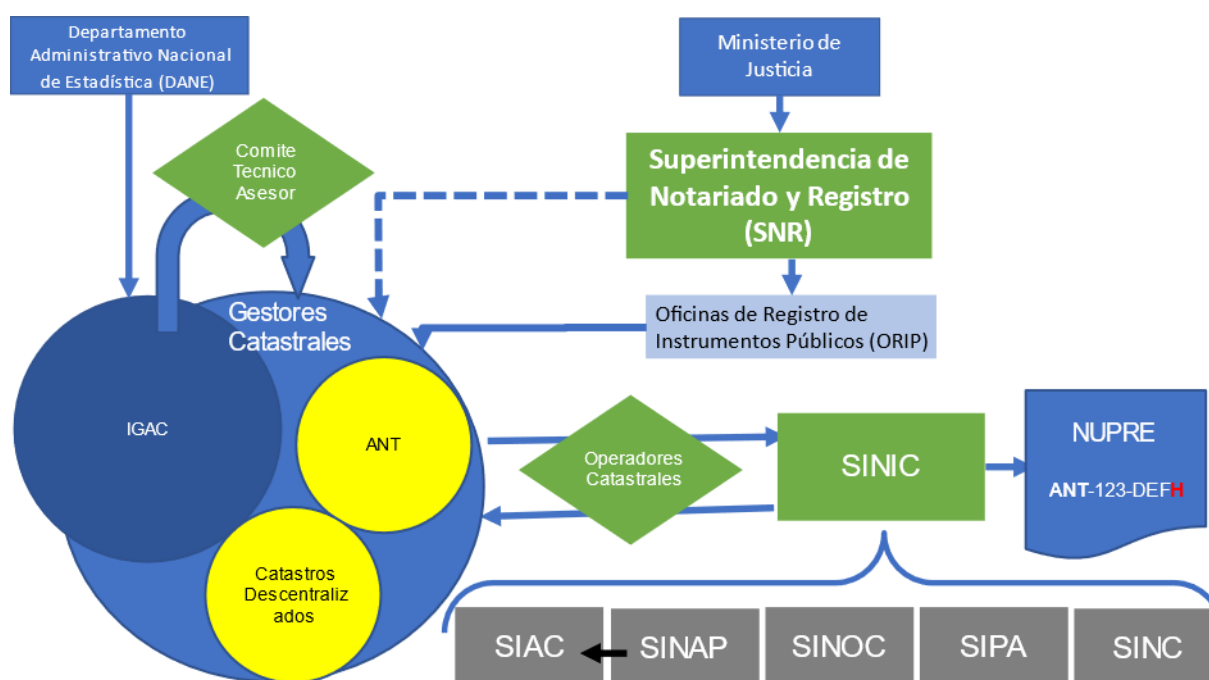 Departamento
Administrativo Nacional
de Estadística (DANE)
Ministerio de
Justicia
Comite
Tecnico
Asesor
Superintendencia de
Notariado y Registro
(SNR)
Gestores
Catastrales
Oficinas de Registro de
Instrumentos Públicos (ORIP)
IGAC
ANT
Operadores
Catastrales
SINIC
NUPRE
ANT-123-DEFH
Catastros
Descentraliz
ados
SIAC
SINAP
SINOC
SIPA
SINC